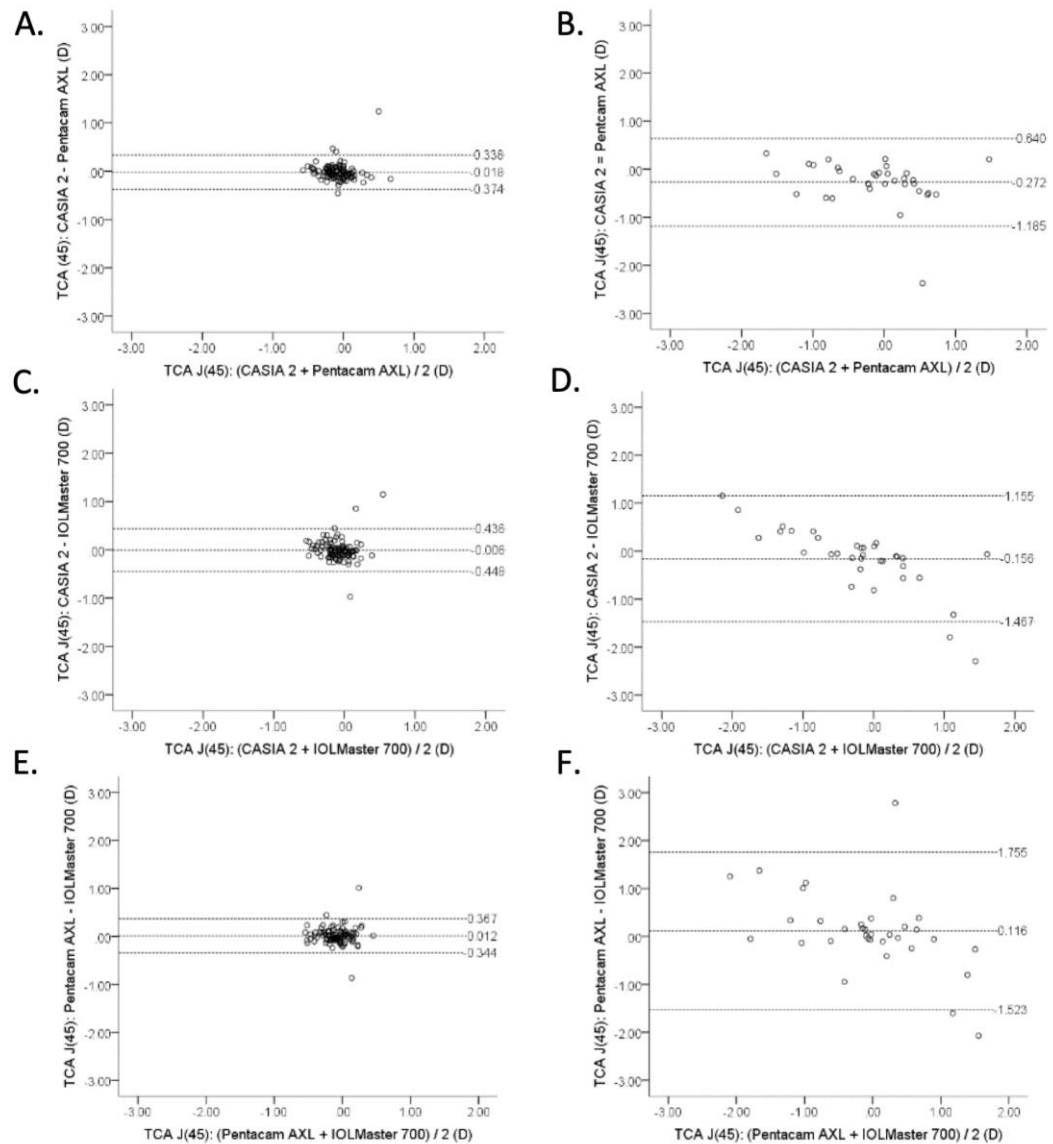 A.
TCA (45): CASIA 2 - Pentacam AXL (D)
3.00
2.00
1.00
.00
-1.00
-2.00
-3.00
0.338
-0.018
-0.374
-3.00 -2.00 -1.00 .00 1.00 2.00
TCA J(45): (CASIA 2 + Pentacam AXL) / 2 (D)
B.
TCA J(45): CASIA 2 = Pentacam AXL (D)
3.00
2.00
1.00
.00
-1.00
-2.00
-3.00
0.640
-0.272
-1.185
-3.00 -2.00 -1.00 .00 1.00 2.00
TCA J(45): (CASIA 2 + Pentacam AXL) / 2 (D)
C.
TCA J(45): CASIA 2 - IOLMaster 700 (D)
3.00
2.00
1.00
.00
-1.00
-2.00
-3.00
0.436
-0.006
-0.448
-3.00 -2.00 -1.00 .00 1.00 2.00
TCA J(45): (CASIA 2 + IOLMaster 700) / 2 (D)
D.
TCA J(45): CASIA 2 - IOLMaster 700 (D)
3.00
2.00
1.00
.00
-1.00
-2.00
-3.00
1.155
-0.156
-1.467
-3.00 -2.00 -1.00 .00 1.00 2.00
TCA J(45): (CASIA 2 + IOLMaster 700) / 2 (D)
E.
TCA J(45): Pentacam AXL - IOLMaster 700 (D)
3.00
2.00
1.00
.00
-1.00
-2.00
-3.00
0.367
0.012
-0.344
-3.00 -2.00 -1.00 .00 1.00 2.00
TCA J(45): (Pentacam AXL + IOLMaster 700) / 2 (D)
F.
TCA J(45): Pentacam AXL - IOLMaster 700 (D)
3.00
2.00
1.00
.00
-1.00
-2.00
-3.00
1.755
0.116
-1.523
-3.00 -2.00 -1.00 .00 1.00 2.00
TCA J(45): (Pentacam AXL + IOLMaster 700) / 2 (D)